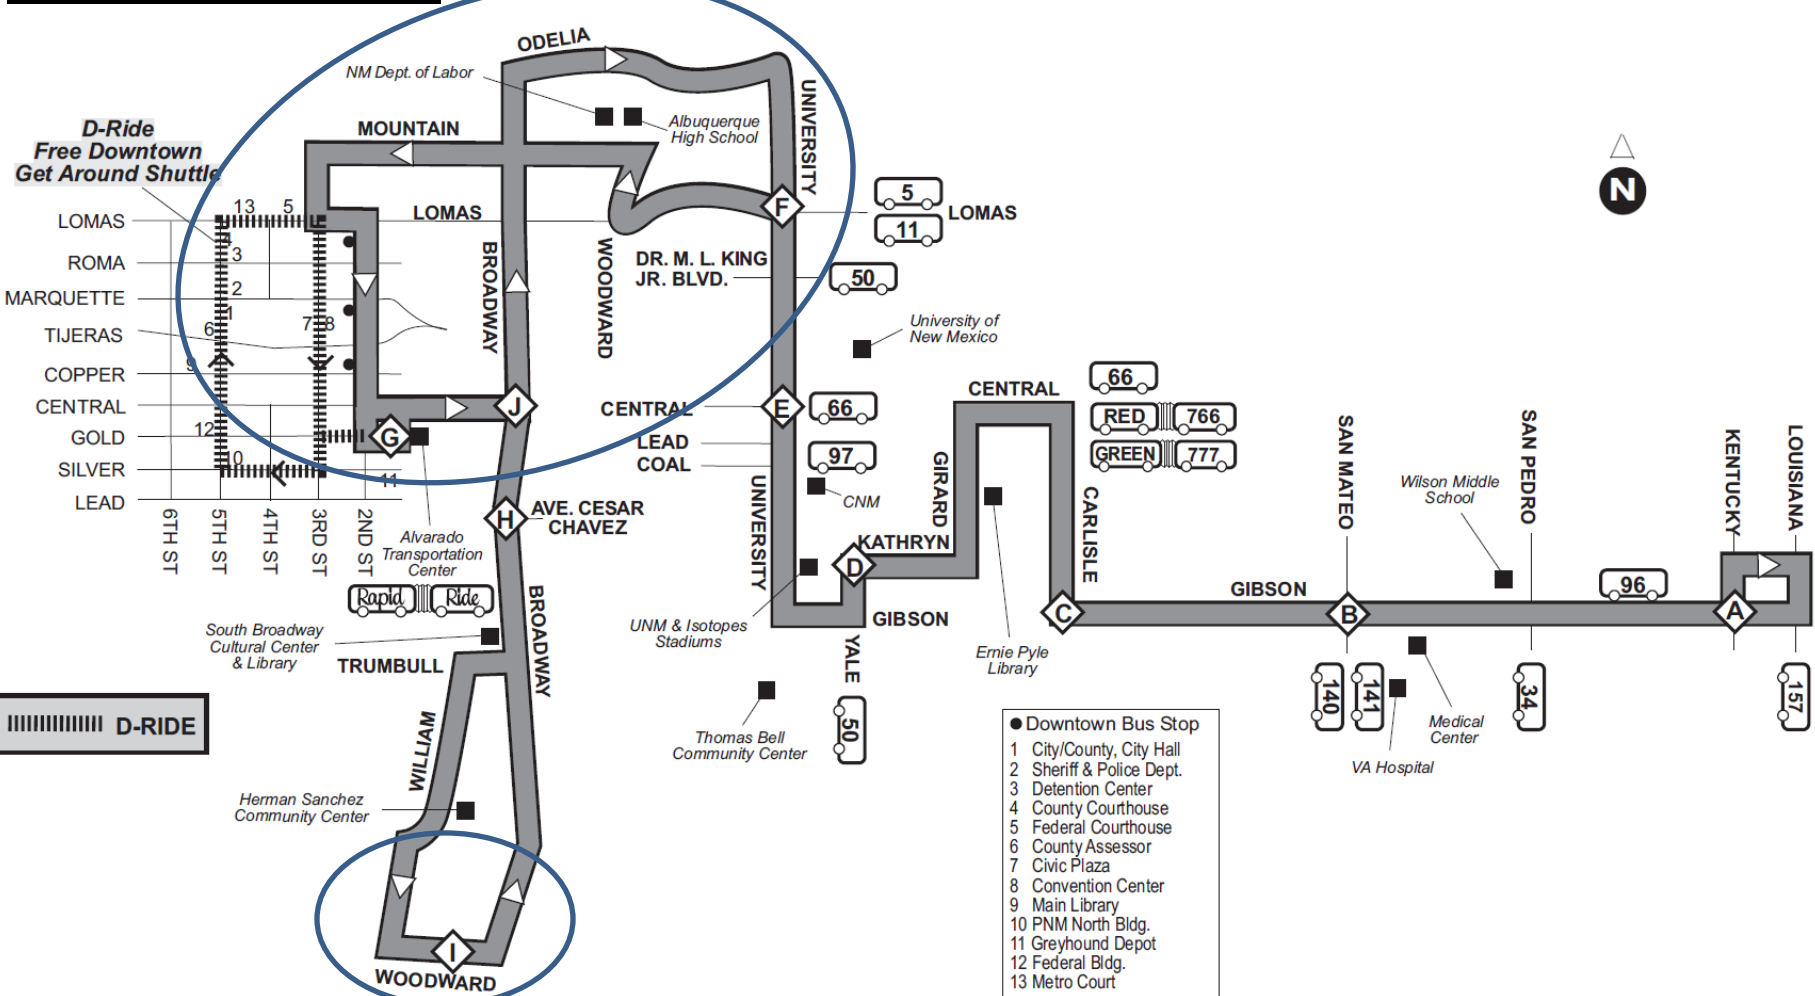 ODELIA
NM Dept. of Labor
Albuquerque
High School
UNIVERSITY
MOUNTAIN
D-Ride
Free Downtown
Get Around Shuttle
N
5
11
LOMAS
F
LOMAS
13
5
LOMAS
ROMA
MARQUETTE
TIJERAS
COPPER
CENTRAL
GOLD
SILVER
LEAD
4
3
2
1
6
7
8
9
12
10
11
6TH ST
5TH ST
4TH ST
3RD ST
2ND ST
BROADWAY
WOODWARD
DR. M. L. KING
JR. BLVD.
50
University of
New Mexico
CENTRAL
E
66
LEAD
COAL
97
CNM
UNIVERSITY
J
G
H
AVE. CESAR
CHAVEZ
Alvarado
Transportation
Center
Rapid Ride
South Broadway
Cultural Center
& Library
TRUMBULL
BROADWAY
WILLIAM
Herman Sanchez
Community Center
I
WOODWARD
D-RIDE
KATHRYN
D
GIBSON
YALE
50
UNM & Isotopes
Stadiums
Thomas Bell
Community Center
GIRARD
CENTRAL
CARLISLE
Ernie Pyle
Library
66
RED 766
GREEN 777
C
GIBSON
SAN MATEO
B
140
141
SAN PEDRO
34
Wilson Middle
School
Medical
Center
VA Hospital
96
KENTUCKY
LOUISIANA
A
157
Downtown Bus Stop
1 City/County, City Hall
2 Sheriff & Police Dept.
3 Detention Center
4 County Courthouse
5 Federal Courthouse
6 County Assessor
7 Civic Plaza
8 Convention Center
9 Main Library
10 PNM North Bldg.
11 Greyhound Depot
12 Federal Bldg.
13 Metro Court